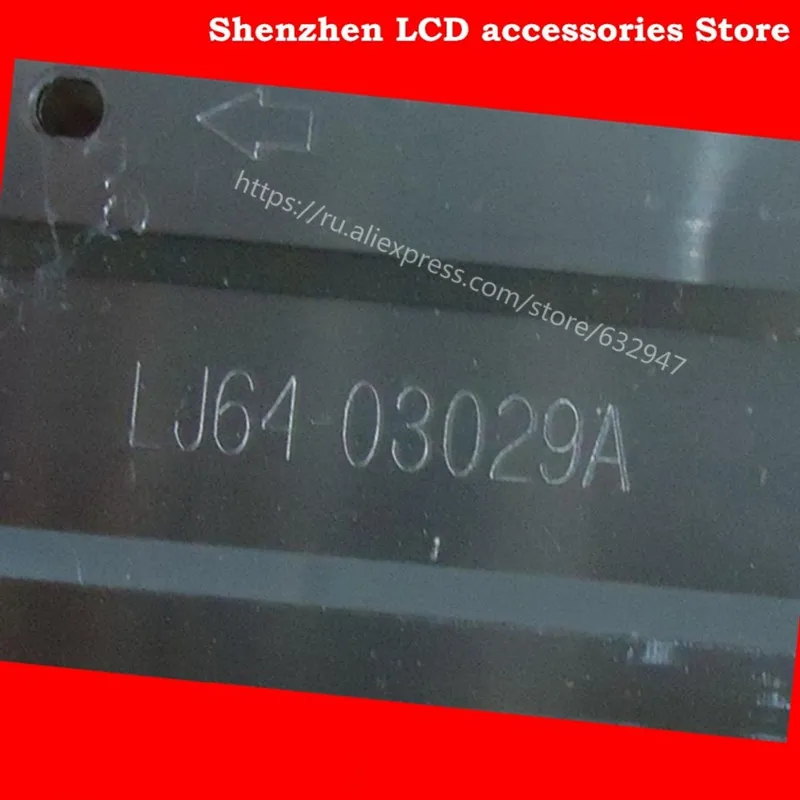 Shenzhen LCD accessories Store
https://ru.aliexpress.com/store/632947
LJ64-03029A